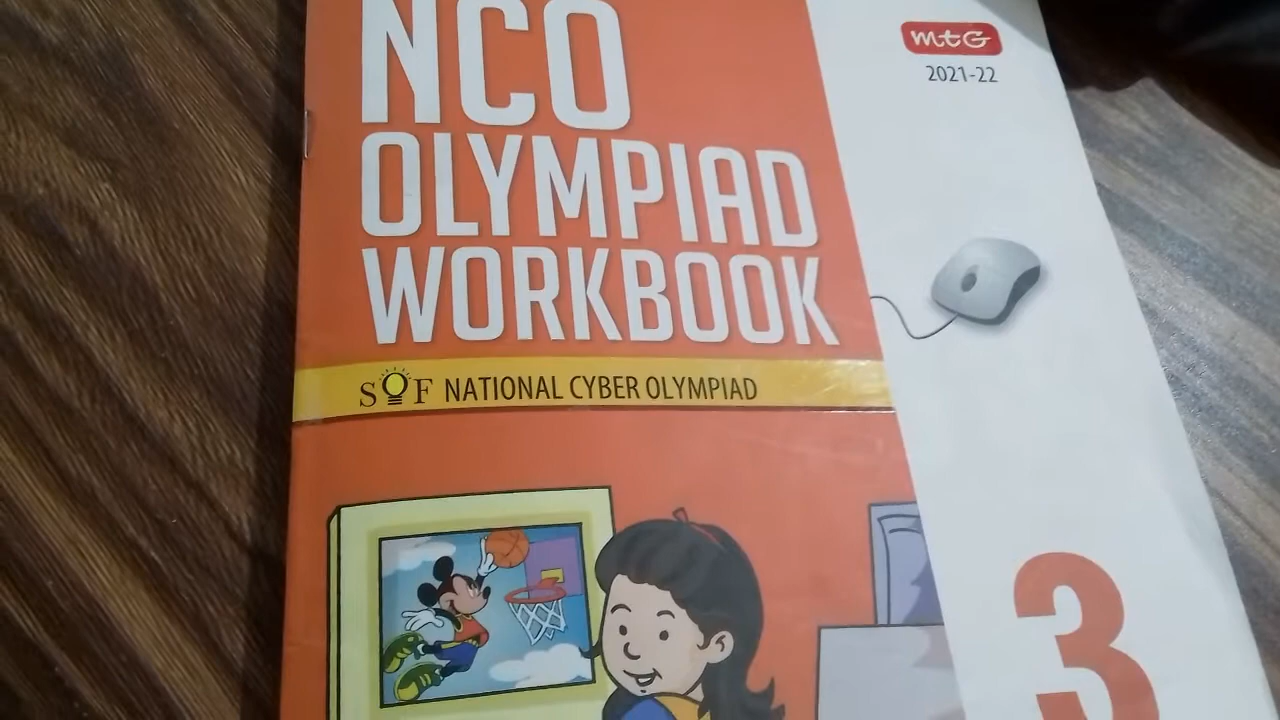 NCO
OLYMPIAD
WORKBOOK
SOF NATIONAL CYBER OLYMPIAD
mtG
2021-22
3